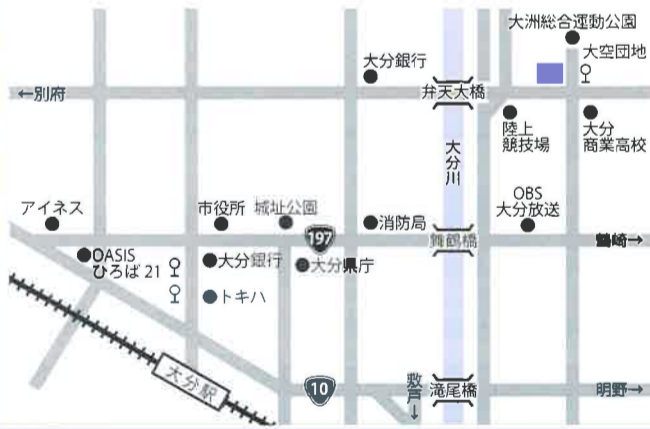 大洲総合運動公園
大空団地
大分銀行
←別府
弁天大橋
陸上
競技場
大分
商業高校
大分川
アイネス
市役所
城址公園
消防局
OBS
大分放送
197
舞鶴橋
鶴崎→
OASIS
ひろば 21
大分銀行
大分県庁
トキハ
大分駅
10
敷戸↓
滝尾橋
明野→